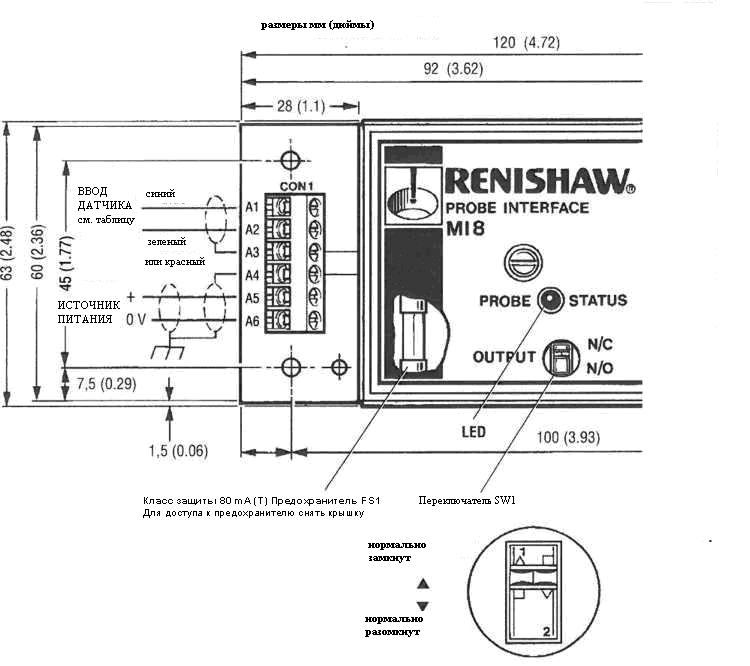 размеры мм (дюймы)
120 (4.72)
92 (3.62)
28 (1.1)
63 (2.48)
60 (2.36)
45 (1.77)
ВВОД
ДАТЧИКА
см. таблицу
синий
зеленый
или красный
ИСТОЧНИК
ПИТАНИЯ
+
0 V
CON1
A1
A2
A3
A4
A5
A6
RENISHAW®
PROBE INTERFACE
MI8
PROBE STATUS
OUTPUT
N/C
N/O
7,5 (0.29)
1,5 (0.06)
LED
100 (3.93)
Класс защиты 80 mA (T) Предохранитель FS1
Для доступа к предохранителю снять крышку
Переключатель SW1
нормально
замкнут
нормально
разомкнут
1
2